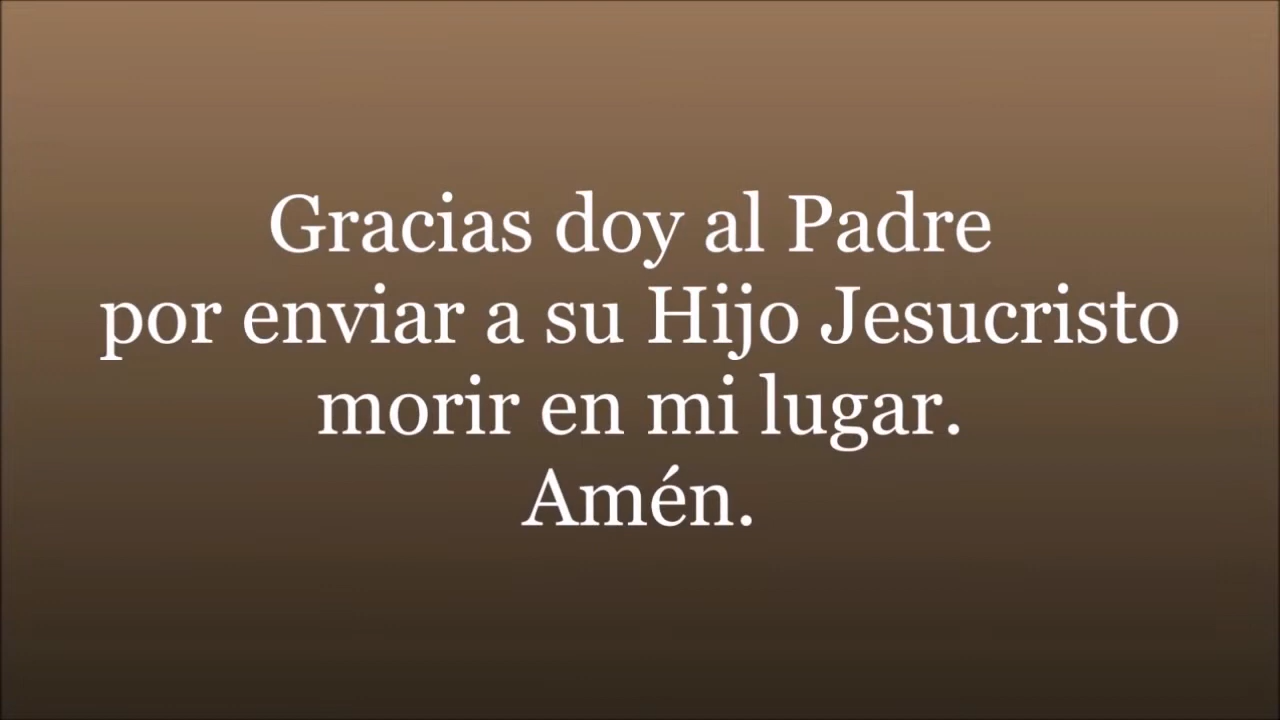 Gracias doy al Padre
por enviar a su Hijo Jesucristo
morir en mi lugar.
Amén.